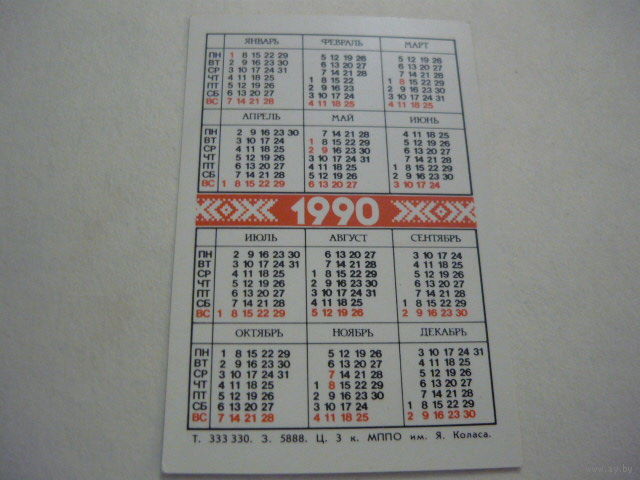 ЯНВАРЬ ФЕВРАЛЬ МАРТ
ПН 1 8 15 22 29 5 12 19 26 5 12 19 26
ВТ 2 9 16 23 30 6 13 20 27 6 13 20 27
СР 3 10 17 24 31 7 14 21 28 7 14 21 28
ЧТ 4 11 18 25 1 8 15 22 1 8 15 22 29
ПТ 5 12 19 26 2 9 16 23 2 9 16 23 30
СБ 6 13 20 27 3 10 17 24 3 10 17 24 31
ВС 7 14 21 28 4 11 18 25 4 11 18 25
АПРЕЛЬ МАЙ ИЮНЬ
ПН 2 9 16 23 30 7 14 21 28 4 11 18 25
ВТ 3 10 17 24 1 8 15 22 29 5 12 19 26
СР 4 11 18 25 2 9 16 23 30 6 13 20 27
ЧТ 5 12 19 26 3 10 17 24 31 7 14 21 28
ПТ 6 13 20 27 4 11 18 25 1 8 15 22 29
СБ 7 14 21 28 5 12 19 26 2 9 16 23 30
ВС 1 8 15 22 29 6 13 20 27 3 10 17 24
1990
ИЮЛЬ АВГУСТ СЕНТЯБРЬ
ПН 2 9 16 23 30 6 13 20 27 3 10 17 24
ВТ 3 10 17 24 31 7 14 21 28 4 11 18 25
СР 4 11 18 25 1 8 15 22 29 5 12 19 26
ЧТ 5 12 19 26 2 9 16 23 30 6 13 20 27
ПТ 6 13 20 27 3 10 17 24 31 7 14 21 28
СБ 7 14 21 28 4 11 18 25 1 8 15 22 29
ВС 1 8 15 22 29 5 12 19 26 2 9 16 23 30
ОКТЯБРЬ НОЯБРЬ ДЕКАБРЬ
ПН 1 8 15 22 29 5 12 19 26 3 10 17 24 31
ВТ 2 9 16 23 30 6 13 20 27 4 11 18 25
СР 3 10 17 24 31 7 14 21 28 5 12 19 26
ЧТ 4 11 18 25 1 8 15 22 29 6 13 20 27
ПТ 5 12 19 26 2 9 16 23 30 7 14 21 28
СБ 6 13 20 27 3 10 17 24 1 8 15 22 29
ВС 7 14 21 28 4 11 18 25 2 9 16 23 30
Т. 333 330. З. 5888. Ц. 3 к. МППО им. Я. Коласа.
www.ay.by